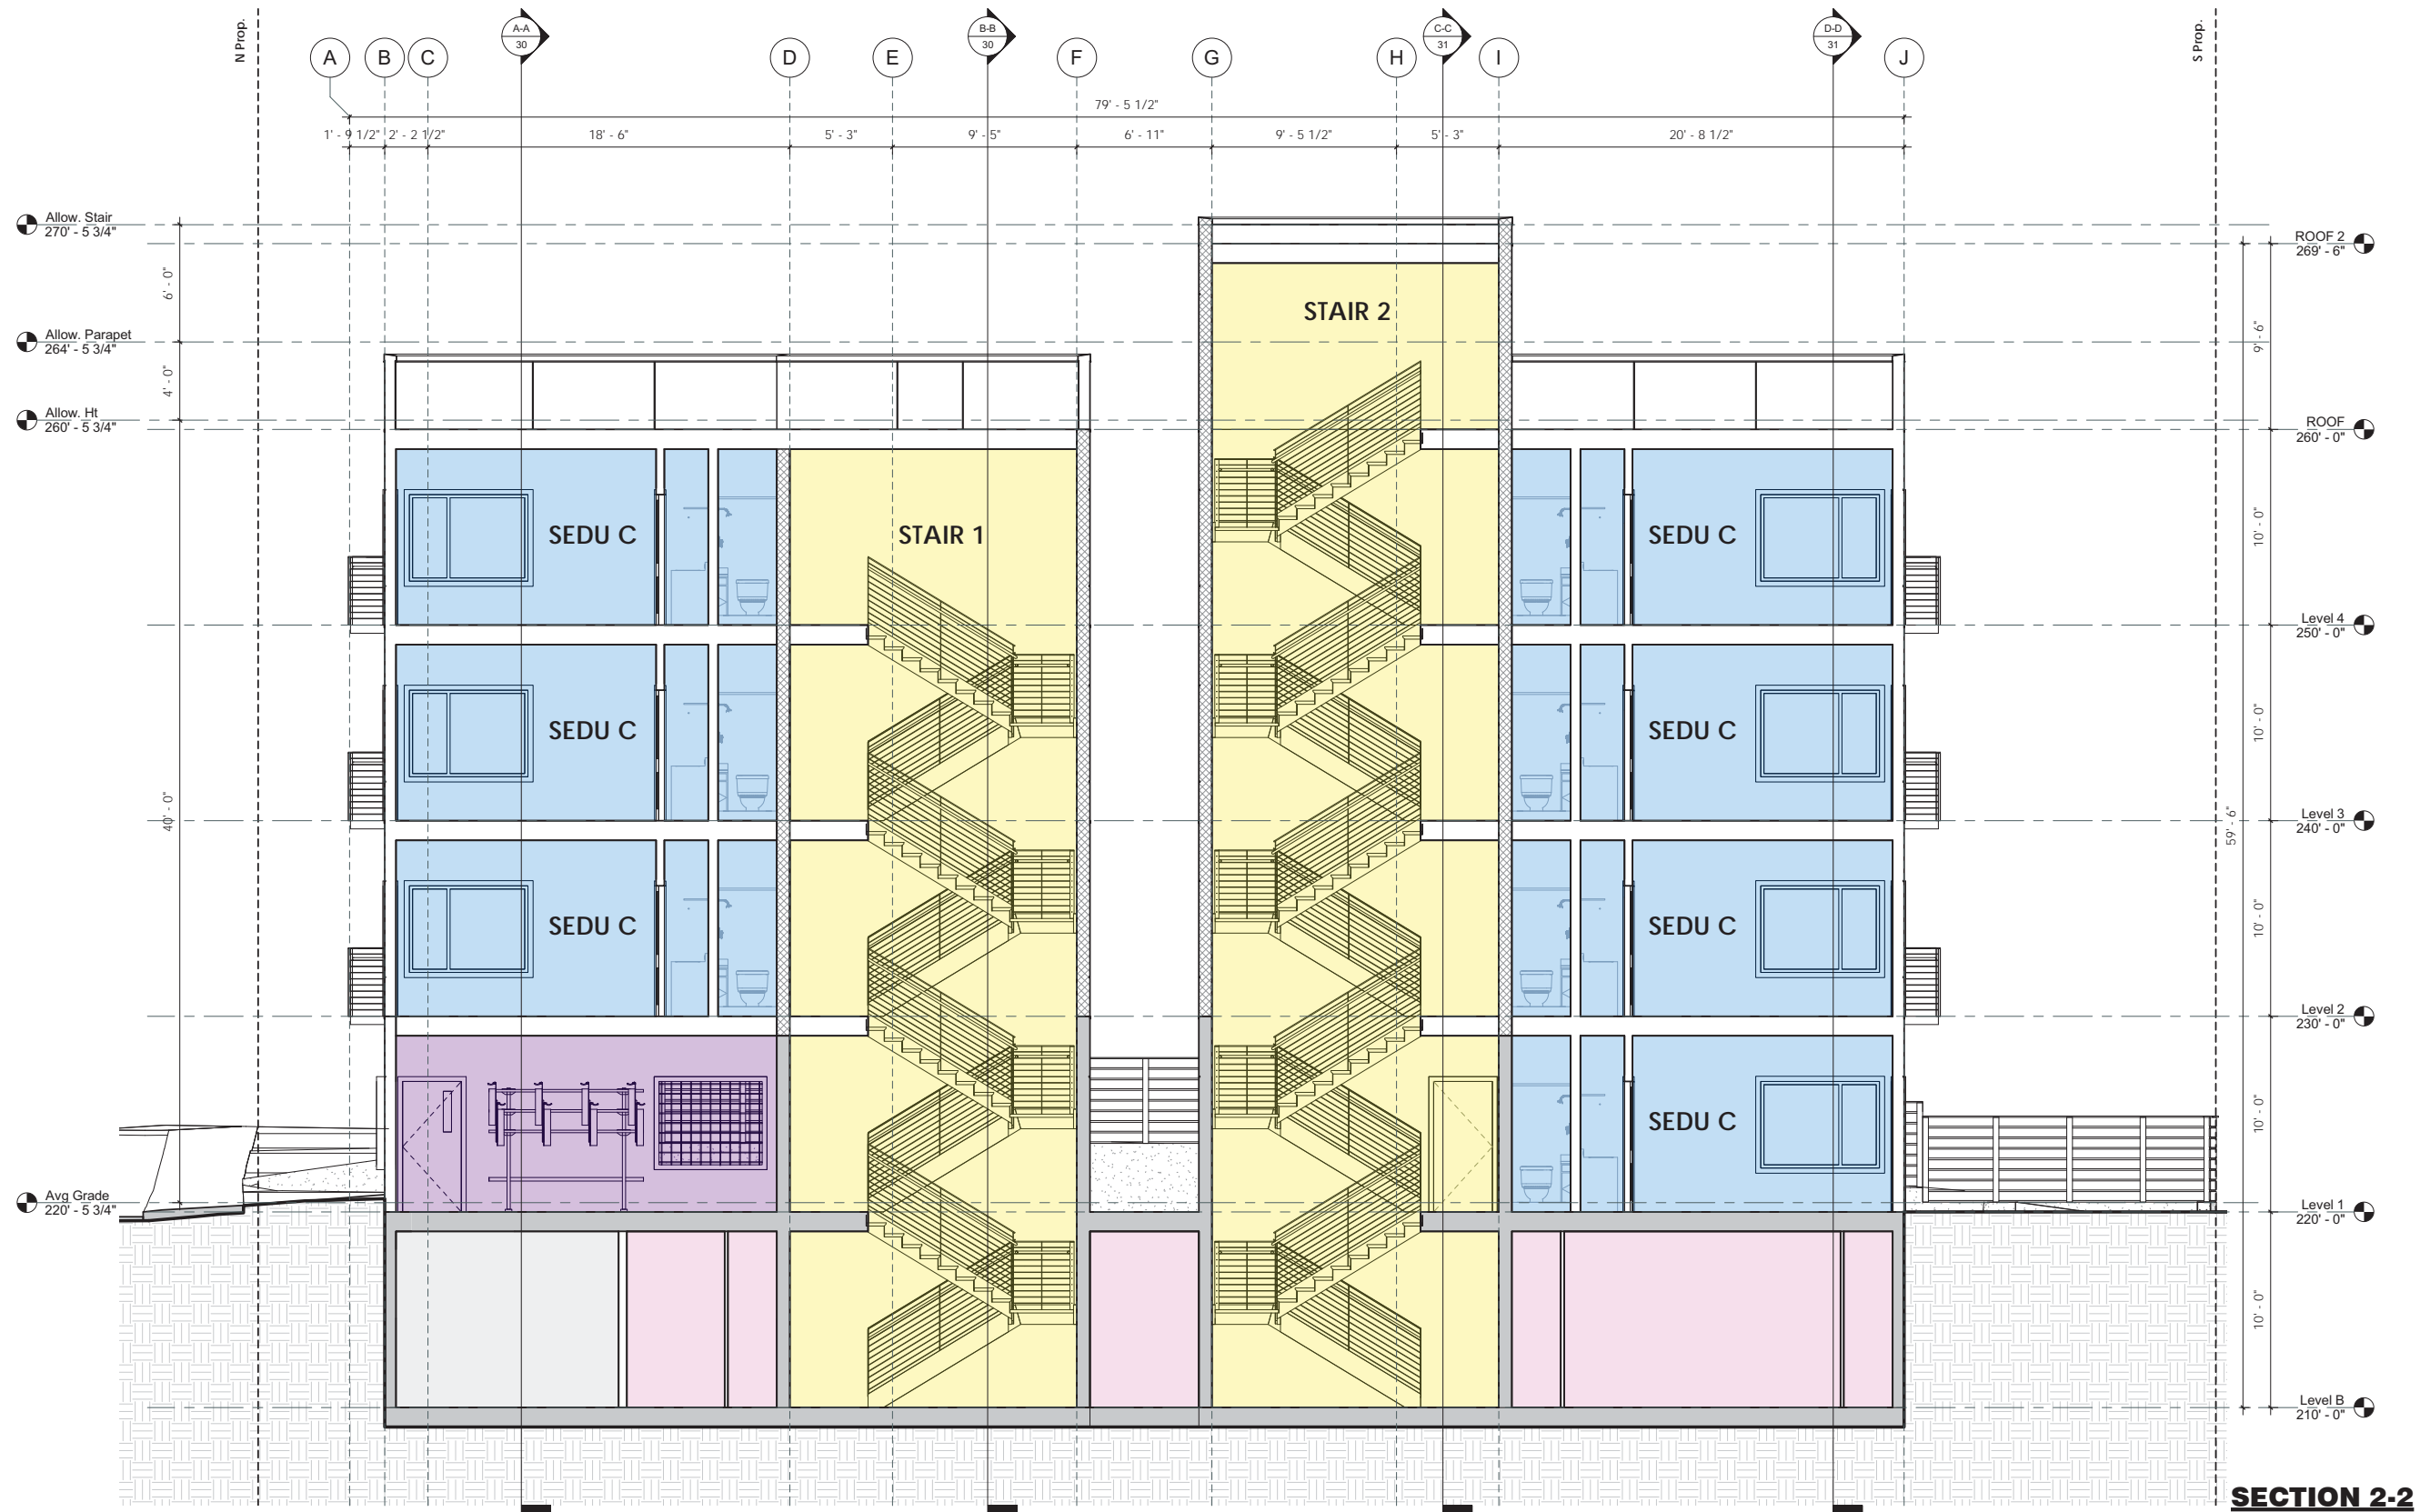 N Prop.
S Prop.
A-A
30
B-B
30
C-C
31
D-D
31
A
B
C
D
E
F
G
H
I
J
79' - 5 1/2"
1' - 9 1/2"
2' - 2 1/2"
18' - 6"
5' - 3"
9' - 5"
6' - 11"
9' - 5 1/2"
5' - 3"
20' - 8 1/2"
Allow. Stair
270' - 5 3/4"
ROOF 2
269' - 6"
6' - 0"
STAIR 2
Allow. Parapet
264' - 5 3/4"
9' - 6"
4' - 0"
Allow. Ht
260' - 5 3/4"
ROOF
260' - 0"
SEDU C
STAIR 1
SEDU C
10' - 0"
Level 4
250' - 0"
SEDU C
SEDU C
10' - 0"
40' - 0"
Level 3
240' - 0"
59' - 6"
SEDU C
SEDU C
10' - 0"
Level 2
230' - 0"
SEDU C
10' - 0"
Avg Grade
220' - 5 3/4"
Level 1
220' - 0"
10' - 0"
Level B
210' - 0"
SECTION 2-2